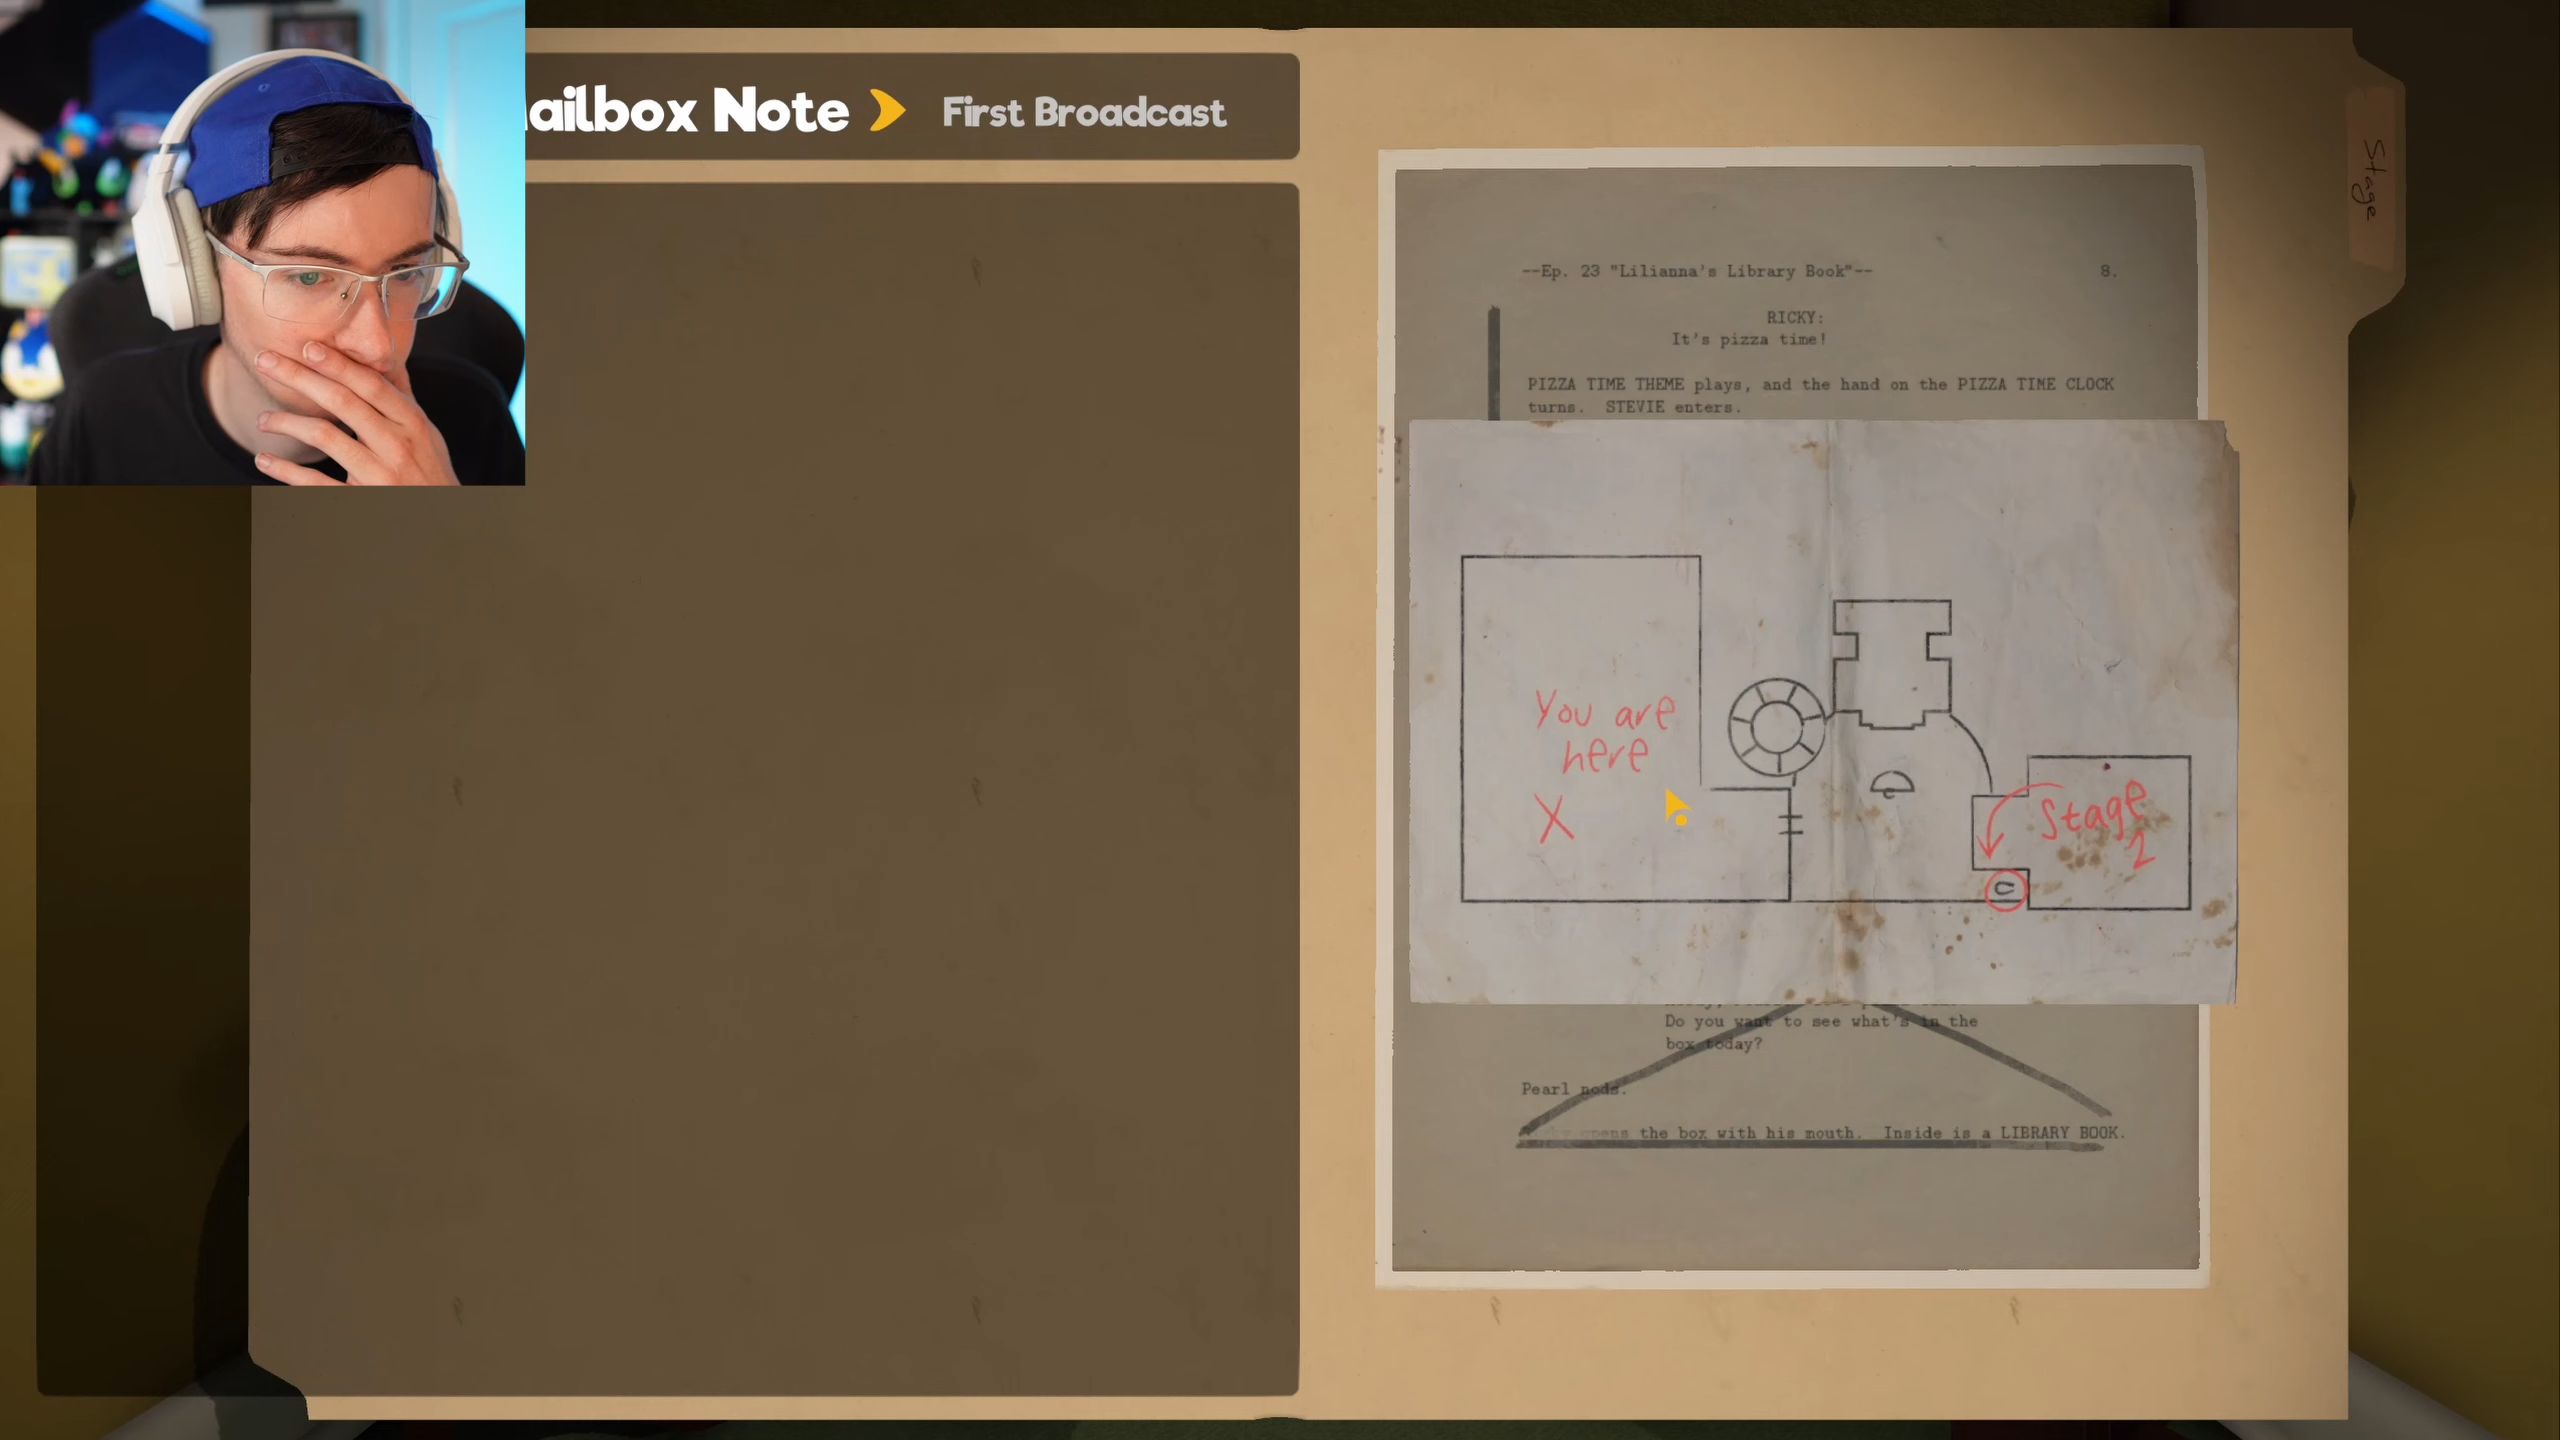 ailbox Note First Broadcast
Stage
--Ep. 23 "Lilianna's Library Book"-- 8.
RICKY:
It's pizza time!
PIZZA TIME THEME plays, and the hand on the PIZZA TIME CLOCK
turns. STEVIE enters.
You are
here
X
Stage
2
Do you want to see what's in the
box today?
Pearl nods.
opens the box with his mouth. Inside is a LIBRARY BOOK.